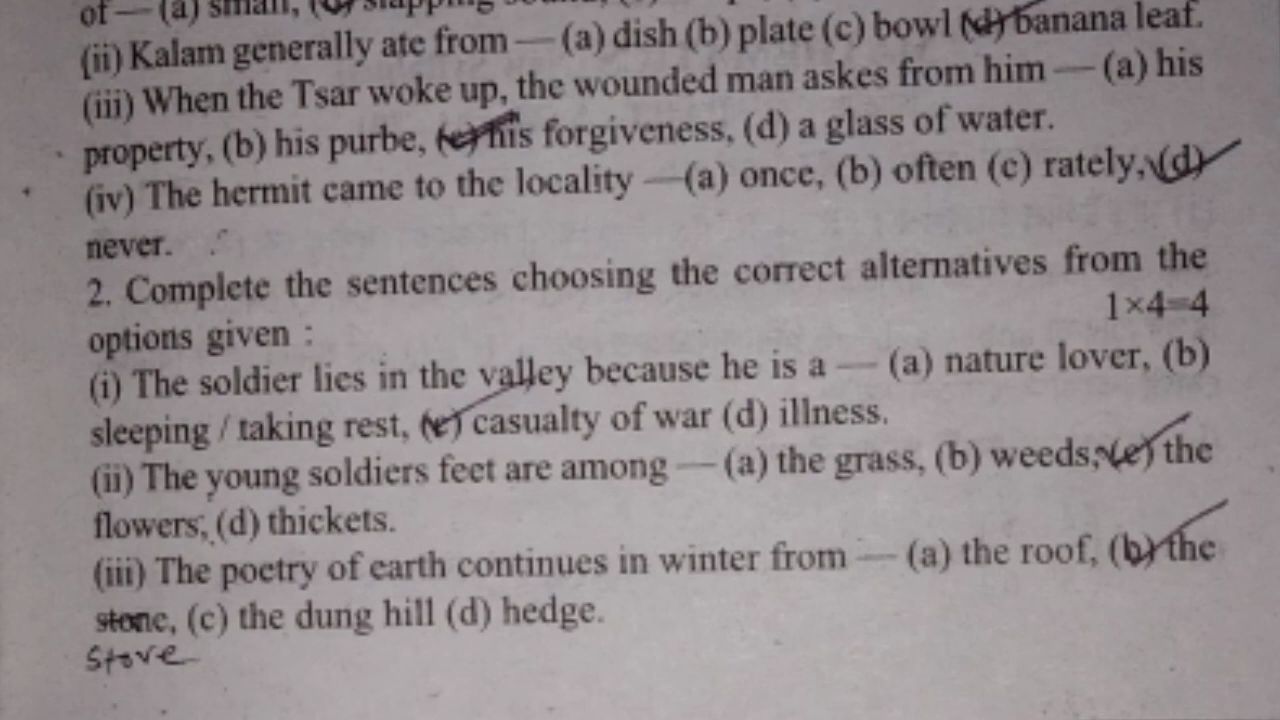 of — (a) small, (b) slapping
(ii) Kalam generally ate from — (a) dish (b) plate (c) bowl (d) banana leaf.
(iii) When the Tsar woke up, the wounded man askes from him — (a) his
property, (b) his purbe, (c) his forgiveness, (d) a glass of water.
(iv) The hermit came to the locality — (a) once, (b) often (c) rately, (d)
never.
2. Complete the sentences choosing the correct alternatives from the
options given : 1×4=4
(i) The soldier lies in the valley because he is a — (a) nature lover, (b)
sleeping / taking rest, (c) casualty of war (d) illness.
(ii) The young soldiers feet are among — (a) the grass, (b) weeds, (c) the
flowers, (d) thickets.
(iii) The poetry of earth continues in winter from — (a) the roof, (b) the
stone, (c) the dung hill (d) hedge.
Stove